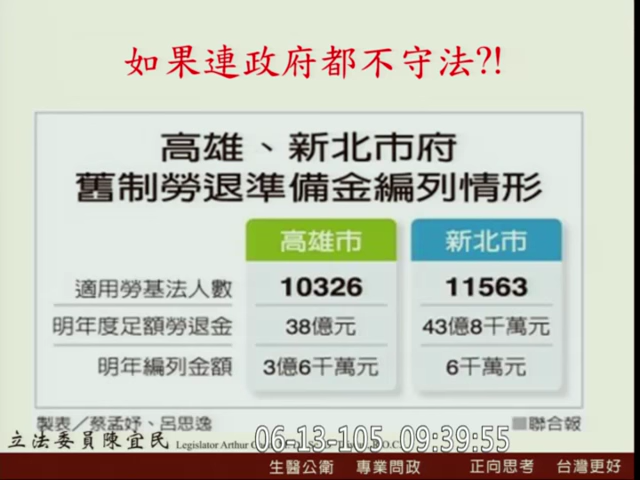 如果連政府都不守法?!
高雄、新北市府
舊制勞退準備金編列情形
高雄市 新北市
適用勞基法人數 10326 11563
明年度足額勞退金 38億元 43億8千萬元
明年編列金額 3億6千萬元 6千萬元
製表／蔡孟妤、呂思逸 聯合報
立法委員陳宜民 Legislator Arthur
06-13-105 09:39:55
生醫公衛 專業問政 正向思考 台灣更好